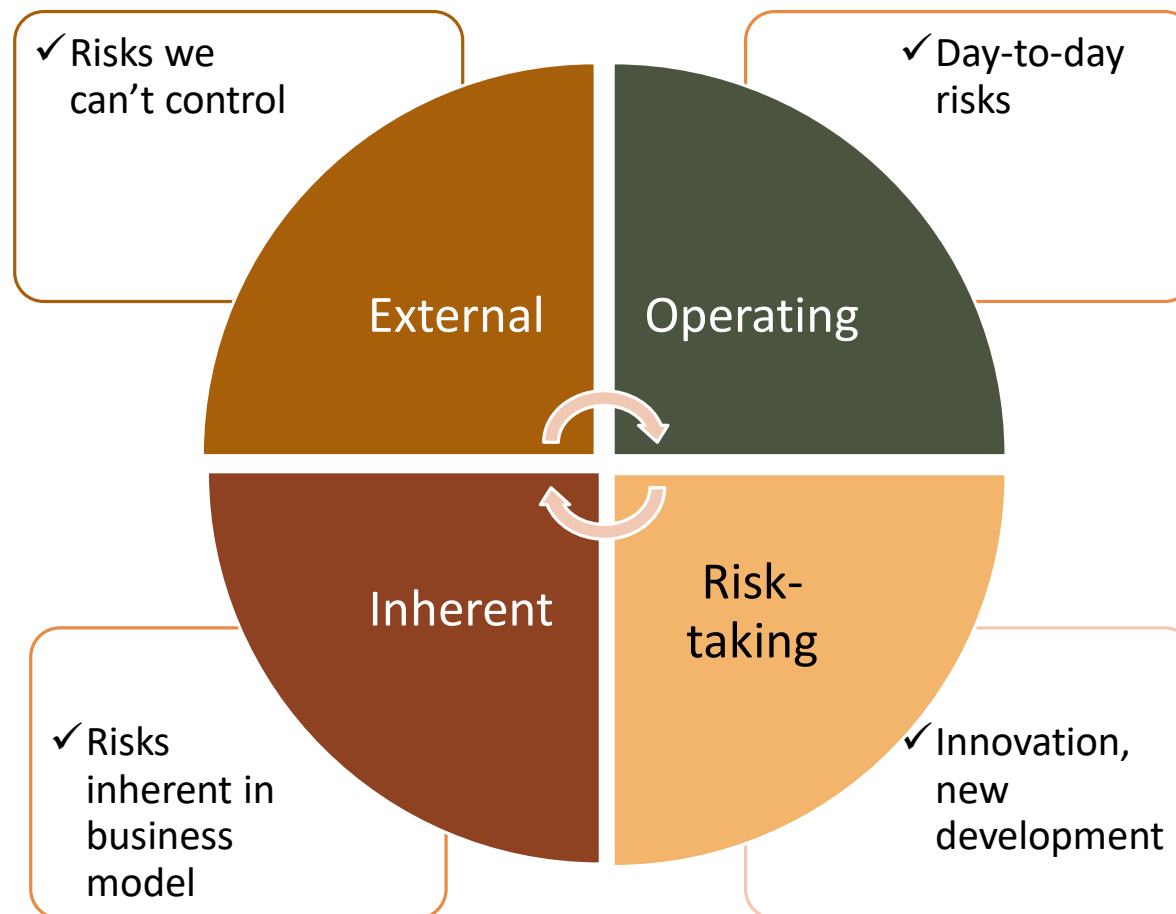 ✓ Risks we
can’t control
✓ Day-to-day
risks
External
Operating
Inherent
Risk-
taking
✓ Risks
inherent in
business
model
✓ Innovation,
new
development